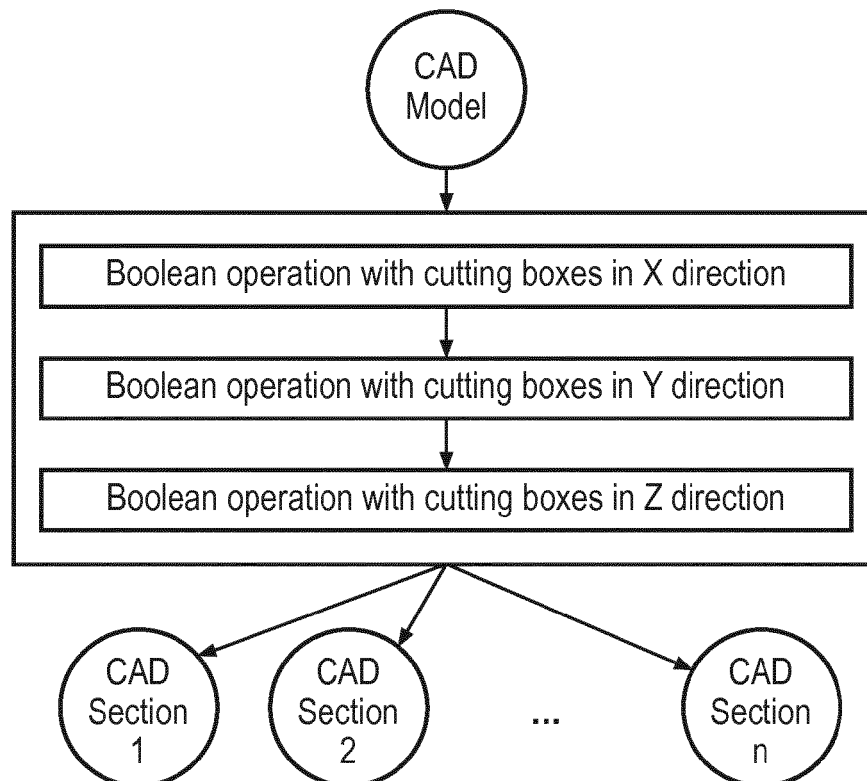 CAD
Model
Boolean operation with cutting boxes in X direction
Boolean operation with cutting boxes in Y direction
Boolean operation with cutting boxes in Z direction
CAD
Section
1
CAD
Section
2
...
CAD
Section
n